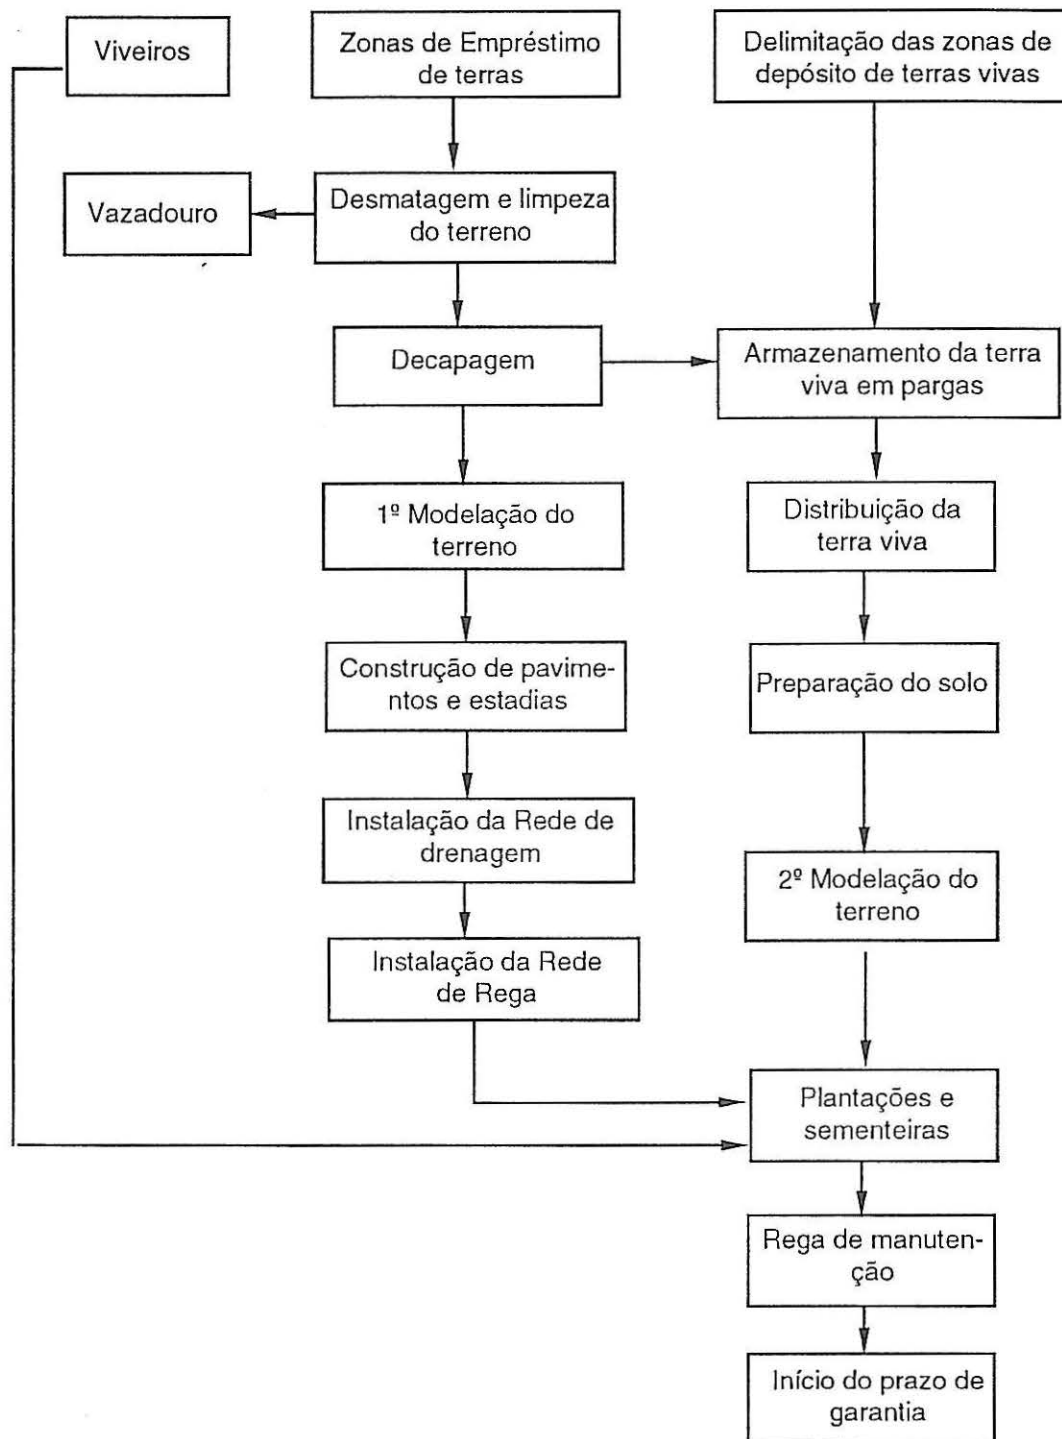 Viveiros
Zonas de Empréstimo
de terras
Delimitação das zonas de
depósito de terras vivas
Vazadouro
Desmatagem e limpeza
do terreno
Decapagem
Armazenamento da terra
viva em pargas
1º Modelação do
terreno
Distribuição da
terra viva
Construção de pavime-
ntos e estadias
Preparação do solo
Instalação da Rede de
drenagem
2º Modelação do
terreno
Instalação da Rede
de Rega
Plantações e
sementeiras
Rega de manuten-
ção
Início do prazo de
garantia